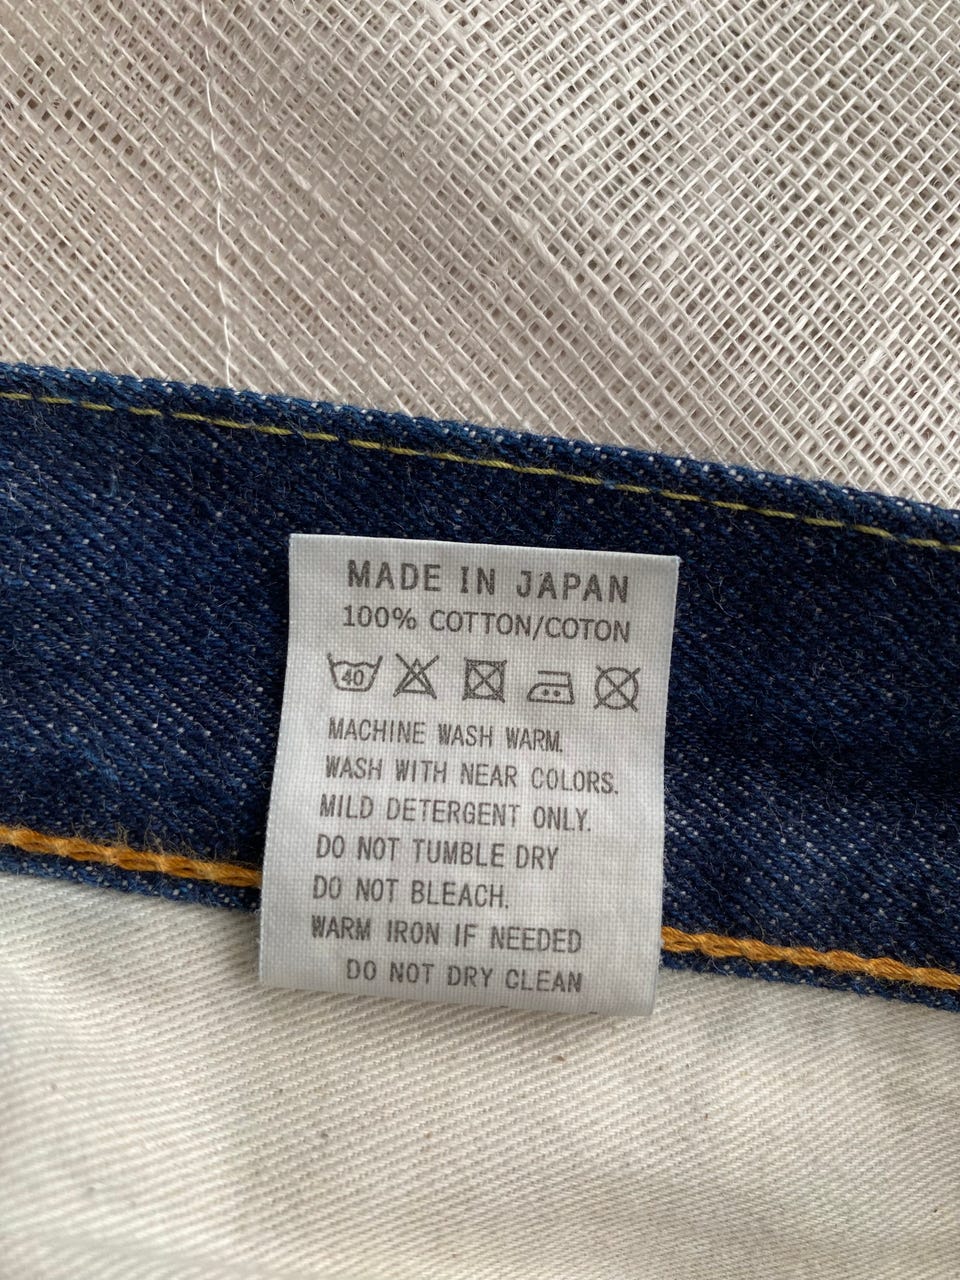 MADE IN JAPAN
100% COTTON/COTON
40
MACHINE WASH WARM.
WASH WITH NEAR COLORS.
MILD DETERGENT ONLY.
DO NOT TUMBLE DRY
DO NOT BLEACH.
WARM IRON IF NEEDED
DO NOT DRY CLEAN